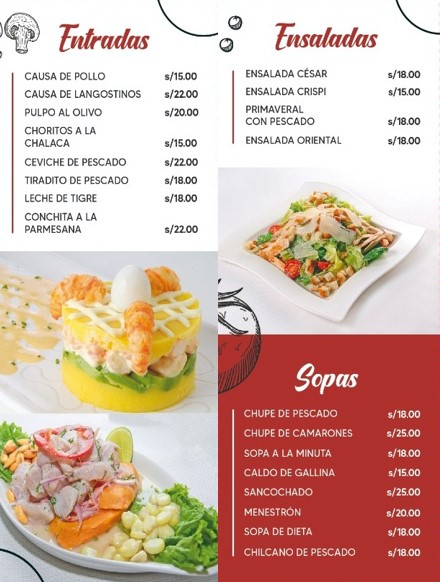 Entradas
CAUSA DE POLLO s/15.00
CAUSA DE LANGOSTINOS s/22.00
PULPO AL OLIVO s/20.00
CHORITOS A LA
CHALACA s/15.00
CEVICHE DE PESCADO s/22.00
TIRADITO DE PESCADO s/18.00
LECHE DE TIGRE s/18.00
CONCHITA A LA
PARMESANA s/22.00
Ensaladas
ENSALADA CÉSAR s/18.00
ENSALADA CRISPI s/15.00
PRIMAVERAL
CON PESCADO s/18.00
ENSALADA ORIENTAL s/18.00
Sopas
CHUPE DE PESCADO s/18.00
CHUPE DE CAMARONES s/25.00
SOPA A LA MINUTA s/18.00
CALDO DE GALLINA s/15.00
SANCOCHADO s/25.00
MENESTRÓN s/20.00
SOPA DE DIETA s/18.00
CHILCANO DE PESCADO s/18.00